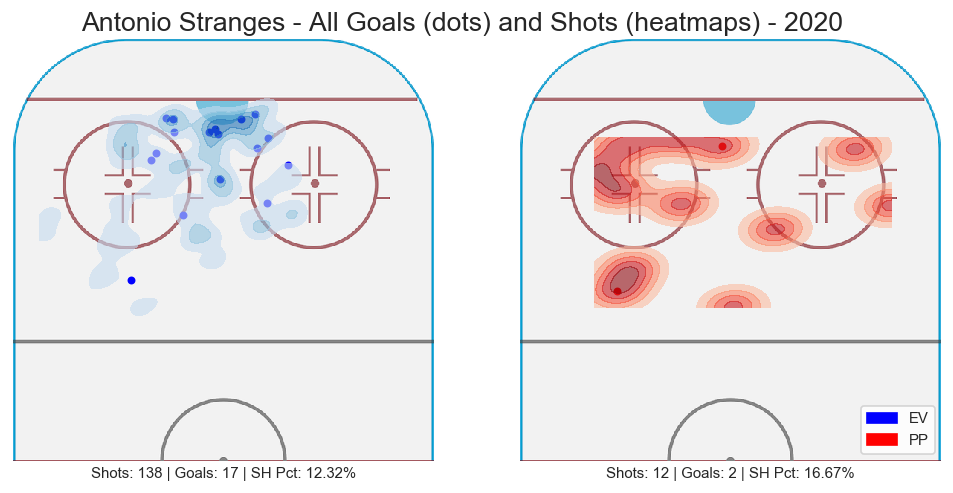 Antonio Stranges - All Goals (dots) and Shots (heatmaps) - 2020
EV
PP
Shots: 138 | Goals: 17 | SH Pct: 12.32%
Shots: 12 | Goals: 2 | SH Pct: 16.67%